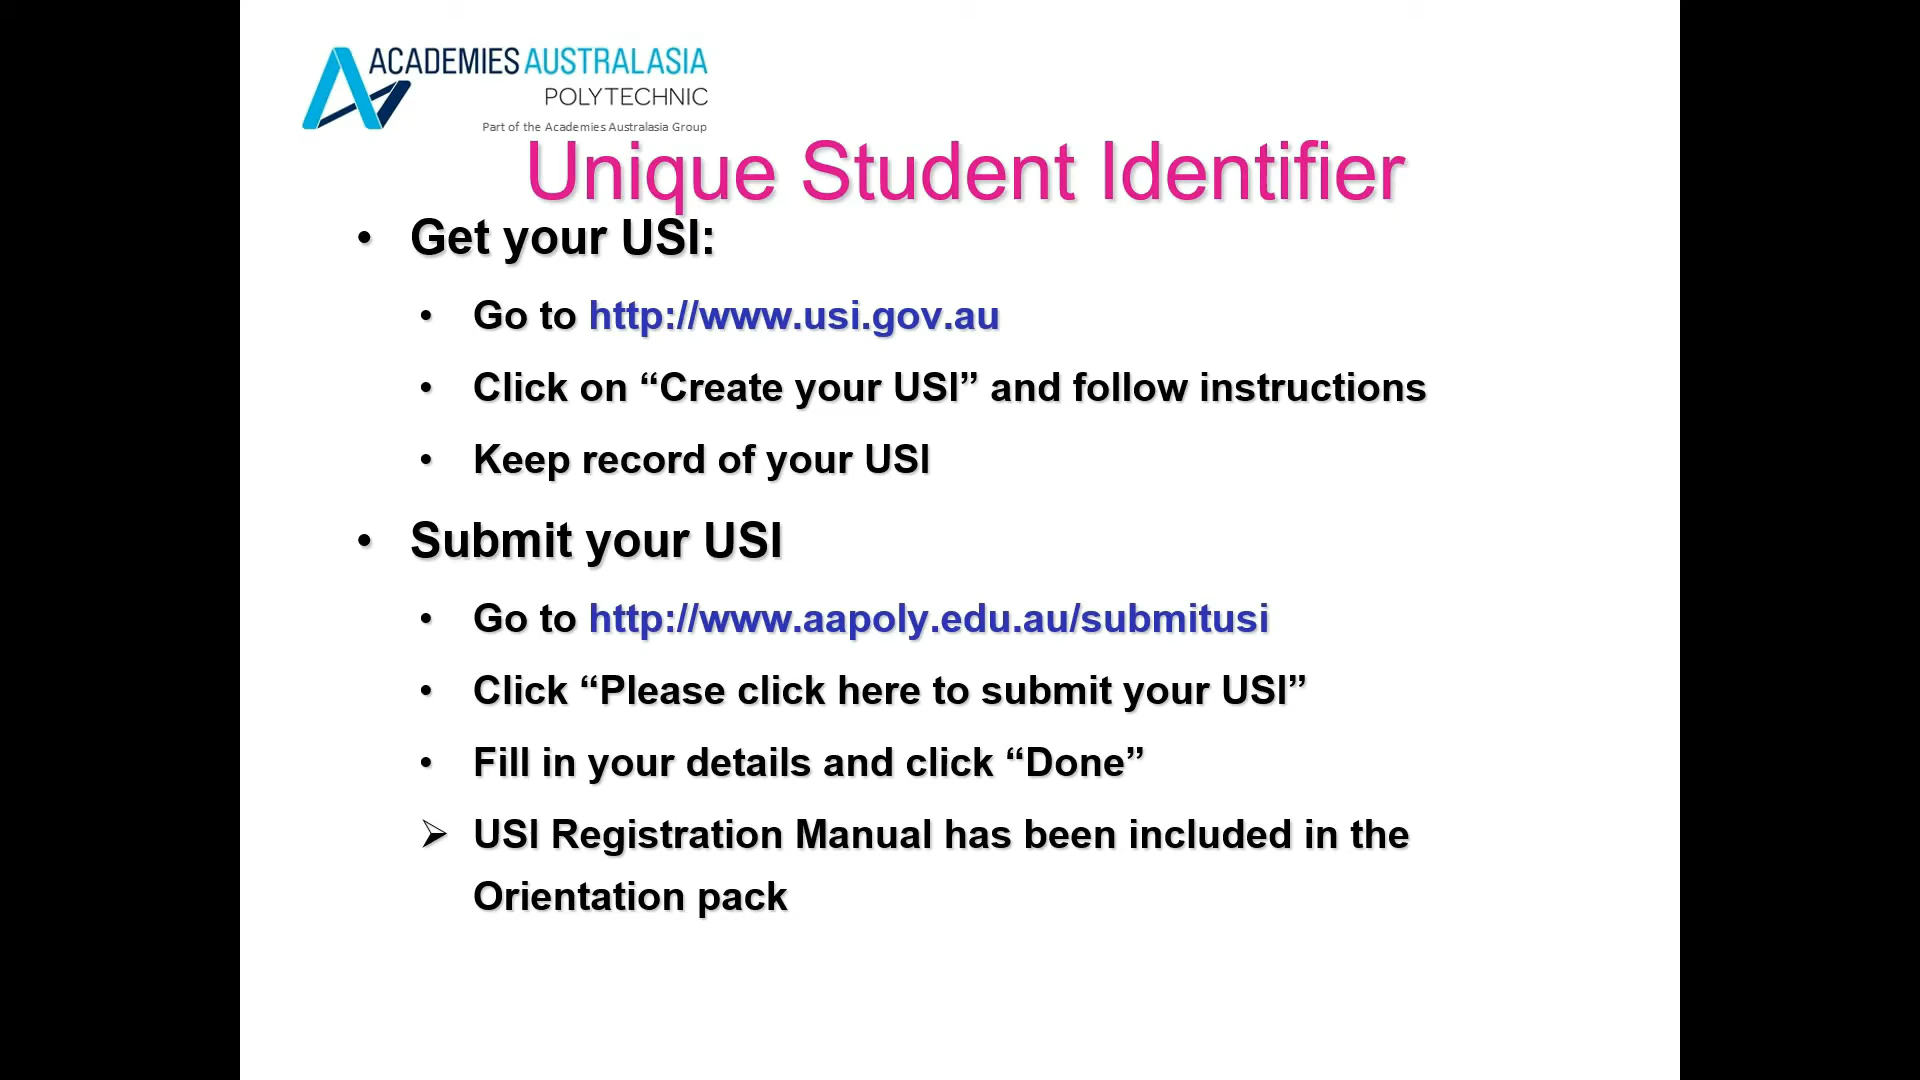 ACADEMIES AUSTRALASIA
POLYTECHNIC
Part of the Academies Australasia Group
Unique Student Identifier
• Get your USI:
• Go to http://www.usi.gov.au
• Click on “Create your USI” and follow instructions
• Keep record of your USI
• Submit your USI
• Go to http://www.aapoly.edu.au/submitusi
• Click “Please click here to submit your USI”
• Fill in your details and click “Done”
➢ USI Registration Manual has been included in the
Orientation pack